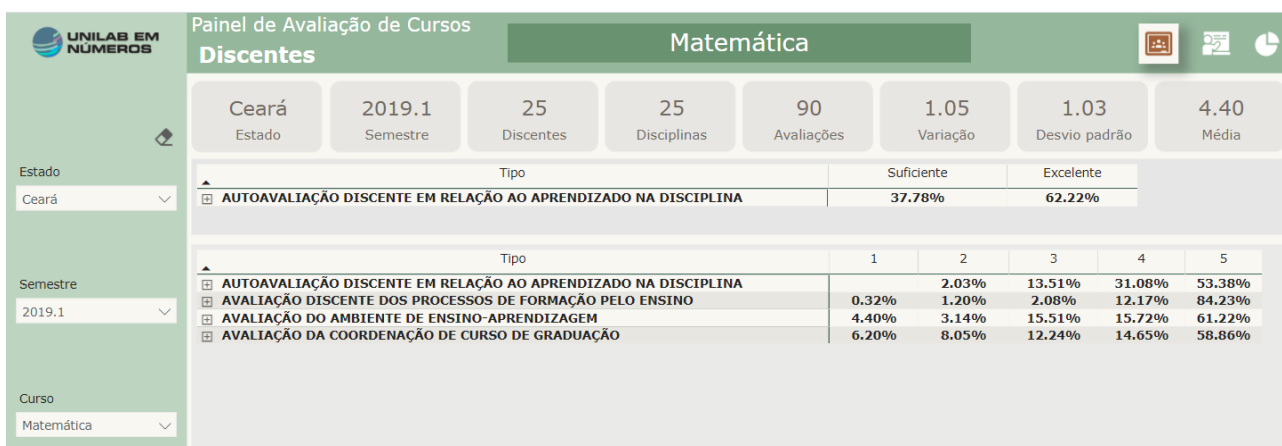 UNILAB EM
NÚMEROS
Painel de Avaliação de Cursos
Discentes
Matemática
Ceará
Estado
2019.1
Semestre
25
Discentes
25
Disciplinas
90
Avaliações
1.05
Variação
1.03
Desvio padrão
4.40
Média
Estado
Ceará
Semestre
2019.1
Curso
Matemática
Tipo Suficiente Excelente
AUTOAVALIAÇÃO DISCENTE EM RELAÇÃO AO APRENDIZADO NA DISCIPLINA 37.78% 62.22%
Tipo 1 2 3 4 5
AUTOAVALIAÇÃO DISCENTE EM RELAÇÃO AO APRENDIZADO NA DISCIPLINA 2.03% 13.51% 31.08% 53.38%
AVALIAÇÃO DISCENTE DOS PROCESSOS DE FORMAÇÃO PELO ENSINO 0.32% 1.20% 2.08% 12.17% 84.23%
AVALIAÇÃO DO AMBIENTE DE ENSINO-APRENDIZAGEM 4.40% 3.14% 15.51% 15.72% 61.22%
AVALIAÇÃO DA COORDENAÇÃO DE CURSO DE GRADUAÇÃO 6.20% 8.05% 12.24% 14.65% 58.86%